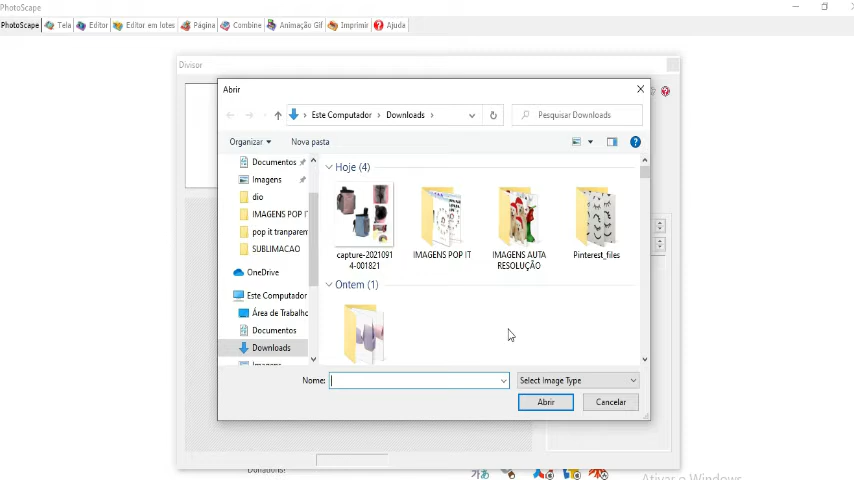 PhotoScape
PhotoScape Tela Editor Editor em lotes Página Combine Animação Gif Imprimir Ajuda
Divisor
Abrir
Este Computador > Downloads >
Pesquisar Downloads
Organizar
Nova pasta
Documentos
Imagens
dio
IMAGENS POP I
pop it tranparen
SUBLIMACAO
OneDrive
Este Computador
Área de Trabalho
Documentos
Downloads
Imagens
Hoje (4)
capture-2021091
4-001821
IMAGENS POP IT
IMAGENS AUTA
RESOLUÇÃO
Pinterest_files
Ontem (1)
Nome:
Select Image Type
Abrir
Cancelar
Donations!
Ativar o Windows